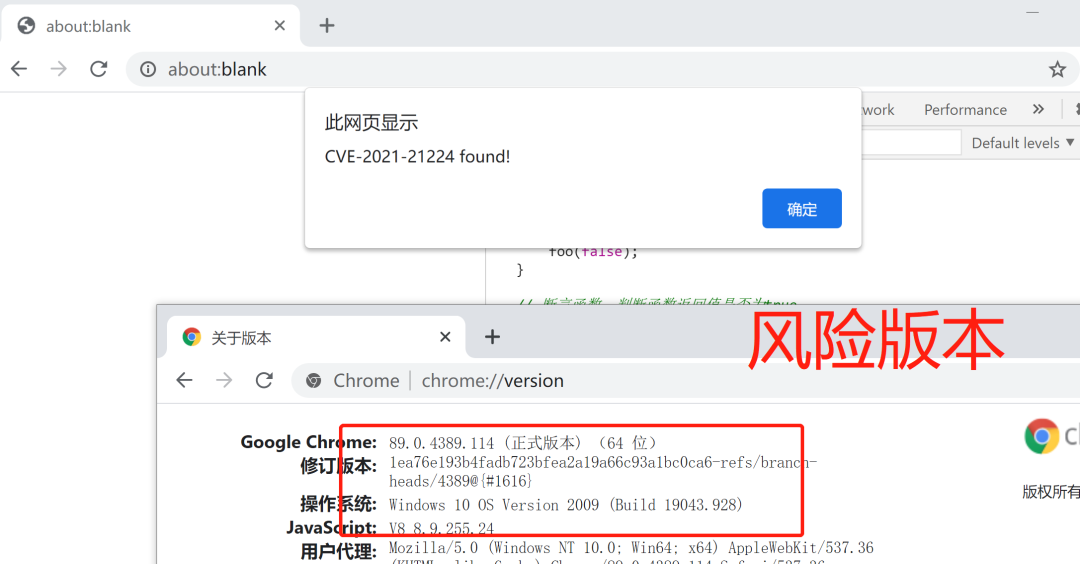 about:blank
about:blank
此网页显示
CVE-2021-21224 found!
确定
work Performance
Default levels
foo(false);
}
// 断言函数，判断函数返回值是否为true
风险版本
关于版本
Chrome | chrome://version
Google Chrome: 89.0.4389.114 (正式版本) （64 位）
修订版本: 1ea76e193b4fadb723bfea2a19a66c93a1bc0ca6-refs/branch-
heads/4389@{#1616}
操作系统: Windows 10 OS Version 2009 (Build 19043.928)
JavaScript: V8 8.9.255.24
用户代理: Mozilla/5.0 (Windows NT 10.0; Win64; x64) AppleWebKit/537.36
版权所有